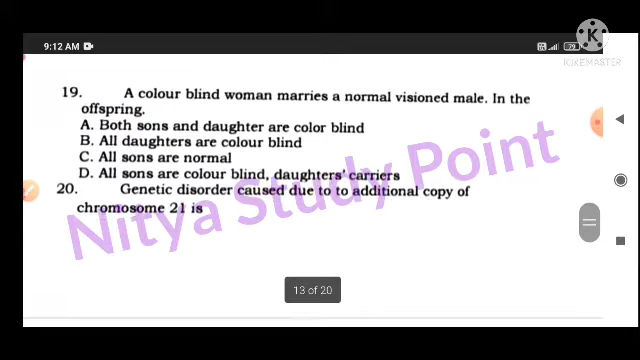 9:12 AM
79
K
KINEMASTER
19. A colour blind woman marries a normal visioned male. In the
offspring.
A. Both sons and daughter are color blind
B. All daughters are colour blind
C. All sons are normal
D. All sons are colour blind, daughters' carriers
20. Genetic disorder caused due to to additional copy of
chromosome 21 is
Nitya Study Point
13 of 20